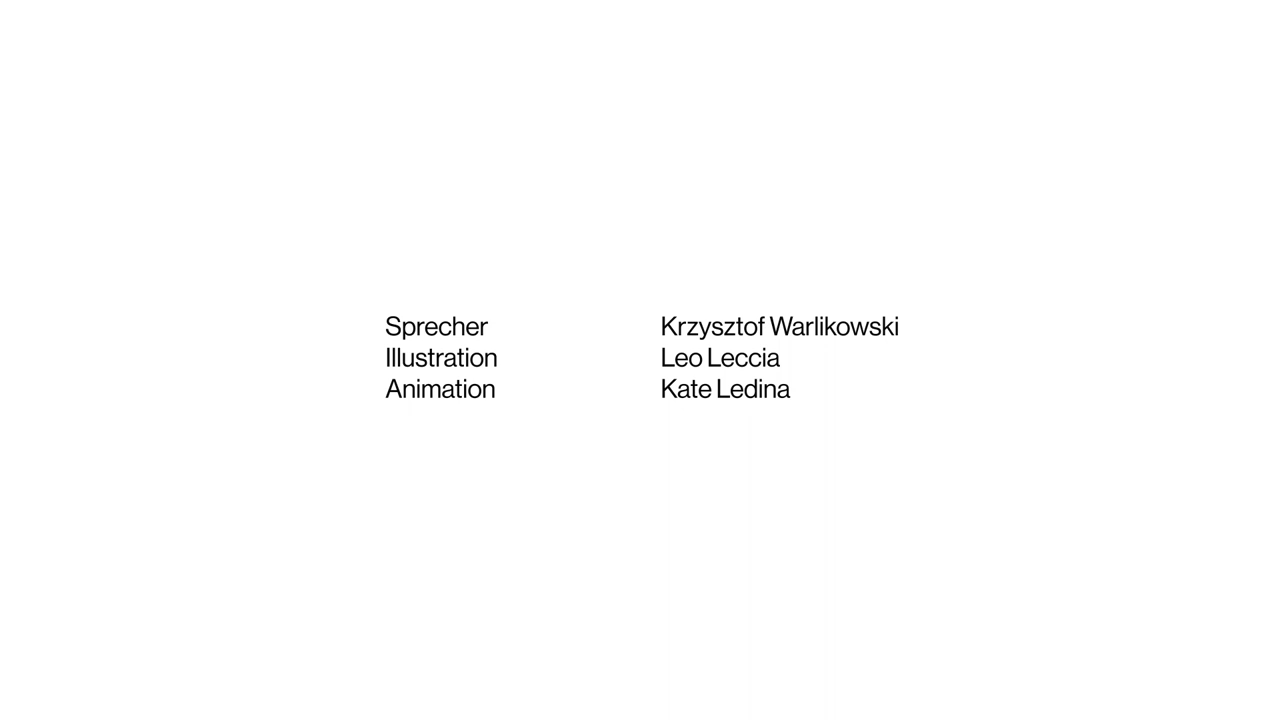 Sprecher Krzysztof Warlikowski
Illustration Leo Leccia
Animation Kate Ledina